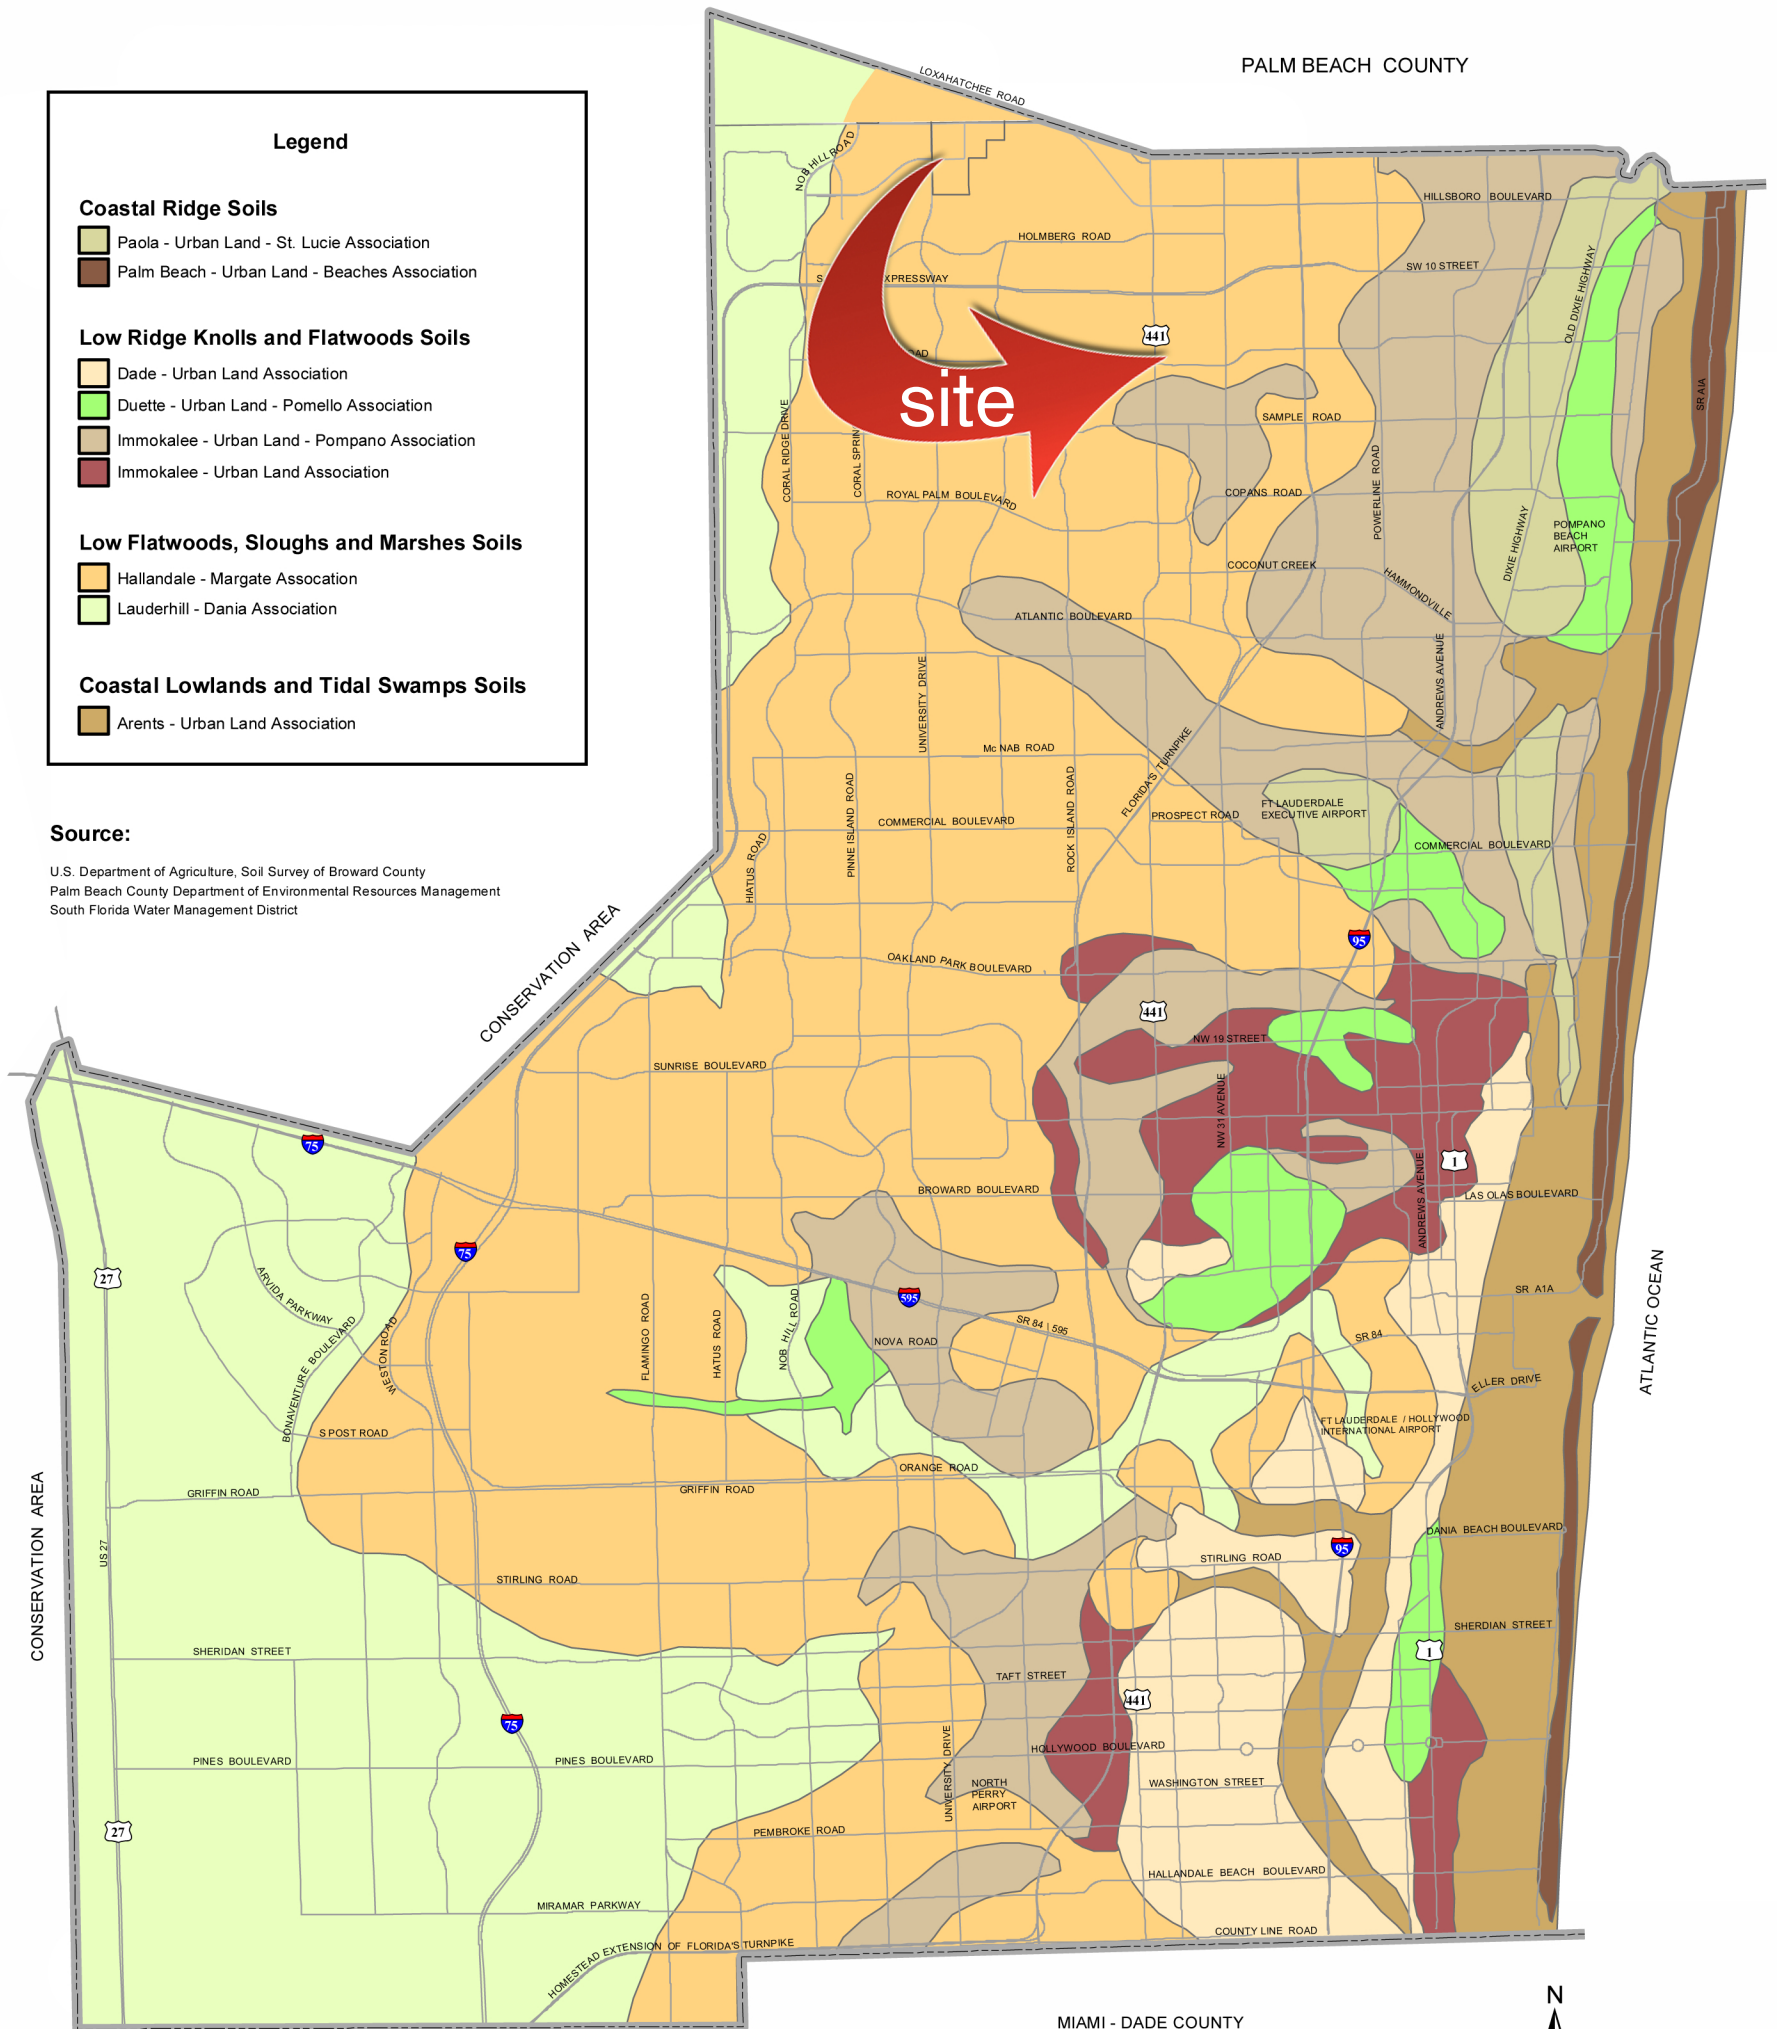 PALM BEACH COUNTY
LOXAHATCHEE ROAD
Legend
Coastal Ridge Soils
Paola - Urban Land - St. Lucie Association
Palm Beach - Urban Land - Beaches Association
Low Ridge Knolls and Flatwoods Soils
Dade - Urban Land Association
Duette - Urban Land - Pomello Association
Immokalee - Urban Land - Pompano Association
Immokalee - Urban Land Association
Low Flatwoods, Sloughs and Marshes Soils
Hallandale - Margate Assocation
Lauderhill - Dania Association
Coastal Lowlands and Tidal Swamps Soils
Arents - Urban Land Association
Source:
U.S. Department of Agriculture, Soil Survey of Broward County
Palm Beach County Department of Environmental Resources Management
South Florida Water Management District
NOB HILL ROAD
HILLSBORO BOULEVARD
HOLMBERG ROAD
SW 10 STREET
S
XPRESSWAY
OLD DIXIE HIGHWAY
441
OAD
site
SR A1A
CORAL RIDGE DRIVE
CORAL SPRIN
SAMPLE ROAD
ROYAL PALM BOULEVARD
COPANS ROAD
POWERLINE ROAD
POMPANO
BEACH
AIRPORT
DIXIE HIGHWAY
COCONUT CREEK
HAMMONDVILLE
ATLANTIC BOULEVARD
UNIVERSITY DRIVE
ANDREWS AVENUE
Mc NAB ROAD
FLORIDA'S TURNPIKE
PINNE ISLAND ROAD
ROCK ISLAND ROAD
COMMERCIAL BOULEVARD
PROSPECT ROAD
FT LAUDERDALE
EXECUTIVE AIRPORT
COMMERCIAL BOULEVARD
HIATUS ROAD
CONSERVATION AREA
95
OAKLAND PARK BOULEVARD
441
NW 19 STREET
SUNRISE BOULEVARD
NW 31 AVENUE
75
1
ANDREWS AVENUE
BROWARD BOULEVARD
LAS OLAS BOULEVARD
75
27
ARVIDA PARKWAY
BONAVENTURE BOULEVARD
WESTON ROAD
FLAMINGO ROAD
HATUS ROAD
NOB HILL ROAD
595
NOVA ROAD
SR 84 \ 595
SR 84
SR A1A
ATLANTIC OCEAN
ELLER DRIVE
FT LAUDERDALE / HOLLYWOOD
INTERNATIONAL AIRPORT
S POST ROAD
ORANGE ROAD
GRIFFIN ROAD
GRIFFIN ROAD
CONSERVATION AREA
US 27
DANIA BEACH BOULEVARD
95
STIRLING ROAD
STIRLING ROAD
SHERDIAN STREET
SHERIDAN STREET
1
TAFT STREET
441
75
HOLLYWOOD BOULEVARD
PINES BOULEVARD
PINES BOULEVARD
UNIVERSITY DRIVE
NORTH
PERRY
AIRPORT
WASHINGTON STREET
27
PEMBROKE ROAD
HALLANDALE BEACH BOULEVARD
MIRAMAR PARKWAY
COUNTY LINE ROAD
HOMESTEAD EXTENSION OF FLORIDA'S TURNPIKE
N
MIAMI - DADE COUNTY